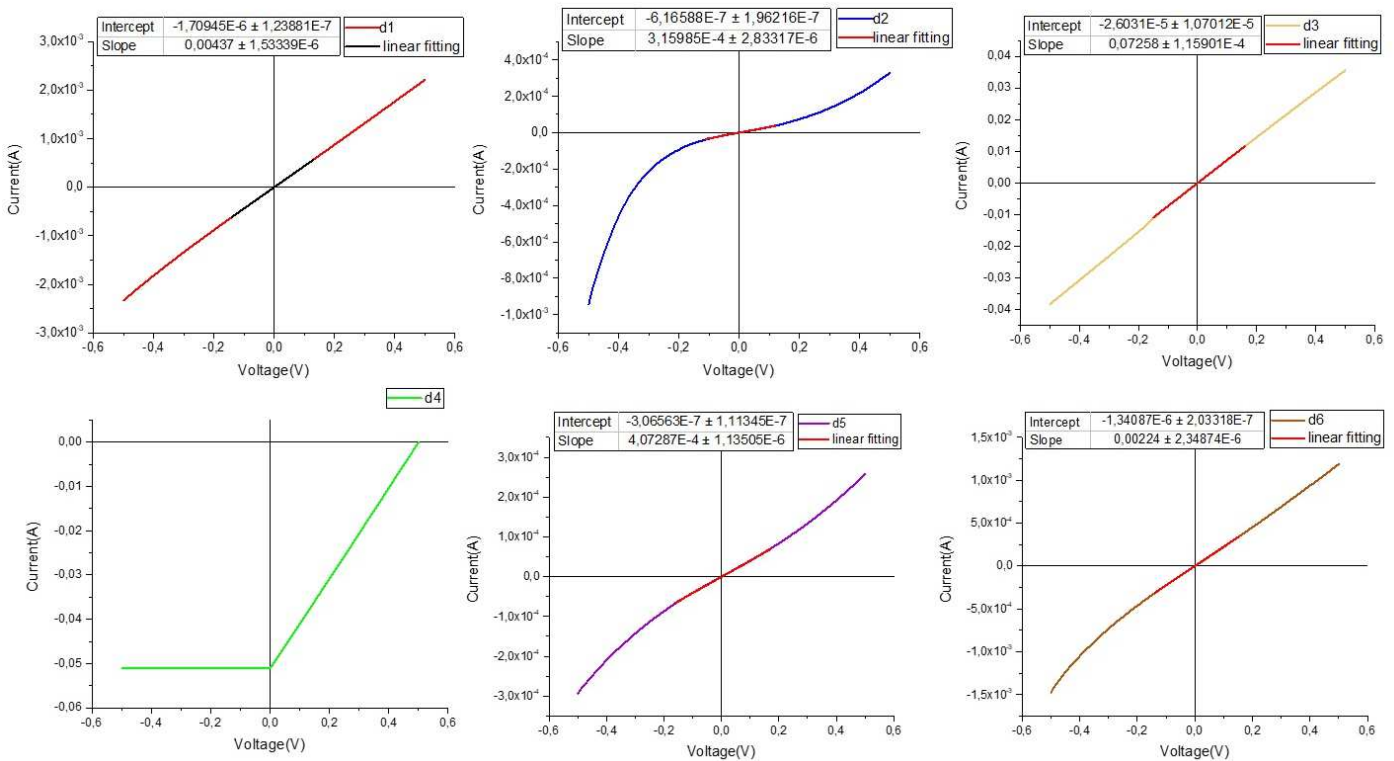 Intercept -1,70945E-6 ± 1,23881E-7
Slope 0,00437 ± 1,53339E-6
d1
linear fitting
3,0x10⁻³
2,0x10⁻³
1,0x10⁻³
0,0
-1,0x10⁻³
-2,0x10⁻³
-3,0x10⁻³
Current(A)
-0,6 -0,4 -0,2 0,0 0,2 0,4 0,6
Voltage(V)
Intercept -6,16588E-7 ± 1,96216E-7
Slope 3,15985E-4 ± 2,83317E-6
d2
linear fitting
4,0x10⁻⁴
2,0x10⁻⁴
0,0
-2,0x10⁻⁴
-4,0x10⁻⁴
-6,0x10⁻⁴
-8,0x10⁻⁴
-1,0x10⁻³
Current(A)
-0,6 -0,4 -0,2 0,0 0,2 0,4 0,6
Voltage(V)
Intercept -2,6031E-5 ± 1,07012E-5
Slope 0,07258 ± 1,15901E-4
d3
linear fitting
0,04
0,03
0,02
0,01
0,00
-0,01
-0,02
-0,03
-0,04
Current(A)
-0,6 -0,4 -0,2 0,0 0,2 0,4 0,6
Voltage(V)
d4
0,00
-0,01
-0,02
-0,03
-0,04
-0,05
-0,06
Current(A)
-0,6 -0,4 -0,2 0,0 0,2 0,4 0,6
Voltage(V)
Intercept -3,06563E-7 ± 1,11345E-7
Slope 4,07287E-4 ± 1,13505E-6
d5
linear fitting
3,0x10⁻⁴
2,0x10⁻⁴
1,0x10⁻⁴
0,0
-1,0x10⁻⁴
-2,0x10⁻⁴
-3,0x10⁻⁴
Current(A)
-0,6 -0,4 -0,2 0,0 0,2 0,4 0,6
Voltage(V)
Intercept -1,34087E-6 ± 2,03318E-7
Slope 0,00224 ± 2,34874E-6
d6
linear fitting
1,5x10⁻³
1,0x10⁻³
5,0x10⁻⁴
0,0
-5,0x10⁻⁴
-1,0x10⁻³
-1,5x10⁻³
Current(A)
-0,6 -0,4 -0,2 0,0 0,2 0,4 0,6
Voltage(V)